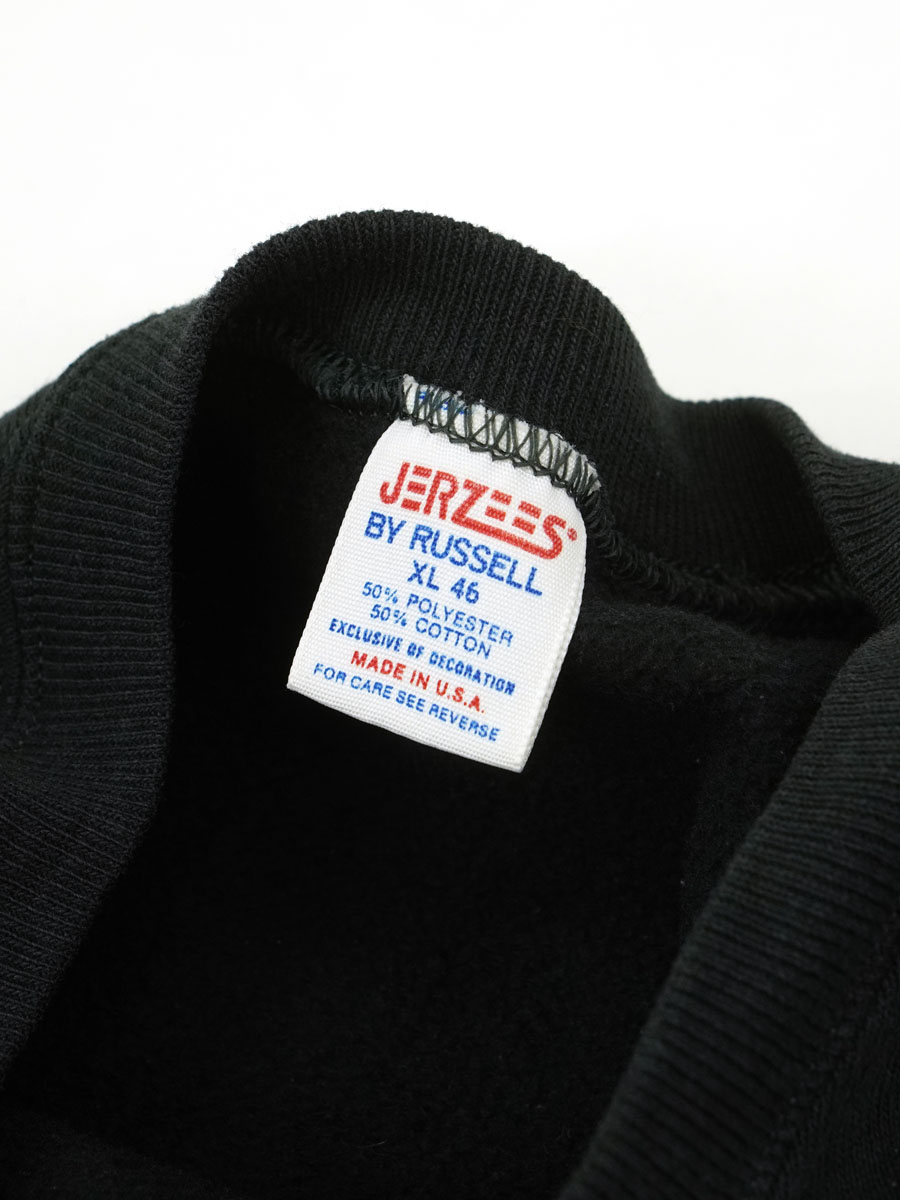 JERZEES®
BY RUSSELL
XL 46
50% POLYESTER
50% COTTON
EXCLUSIVE OF DECORATION
MADE IN U.S.A.
FOR CARE SEE REVERSE